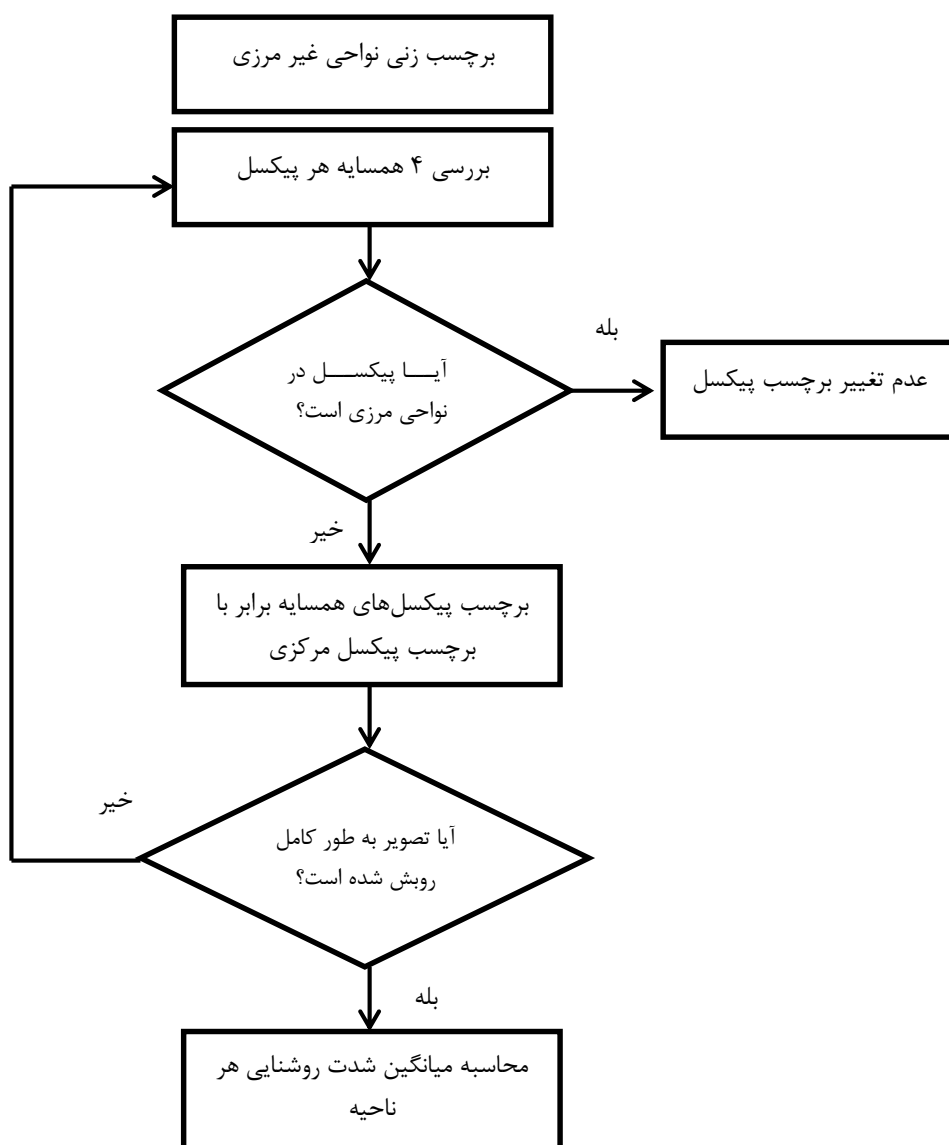 برچسب زنی نواحی غیر مرزی
بررسی ۴ همسایه هر پیکسل
آیـــا پیکســـل در
نواحی مرزی است؟
بله
عدم تغییر برچسب پیکسل
خیر
برچسب پیکسل‌های همسایه برابر با
برچسب پیکسل مرکزی
آیا تصویر به طور کامل
روبش شده است؟
خیر
بله
محاسبه میانگین شدت روشنایی هر
ناحیه